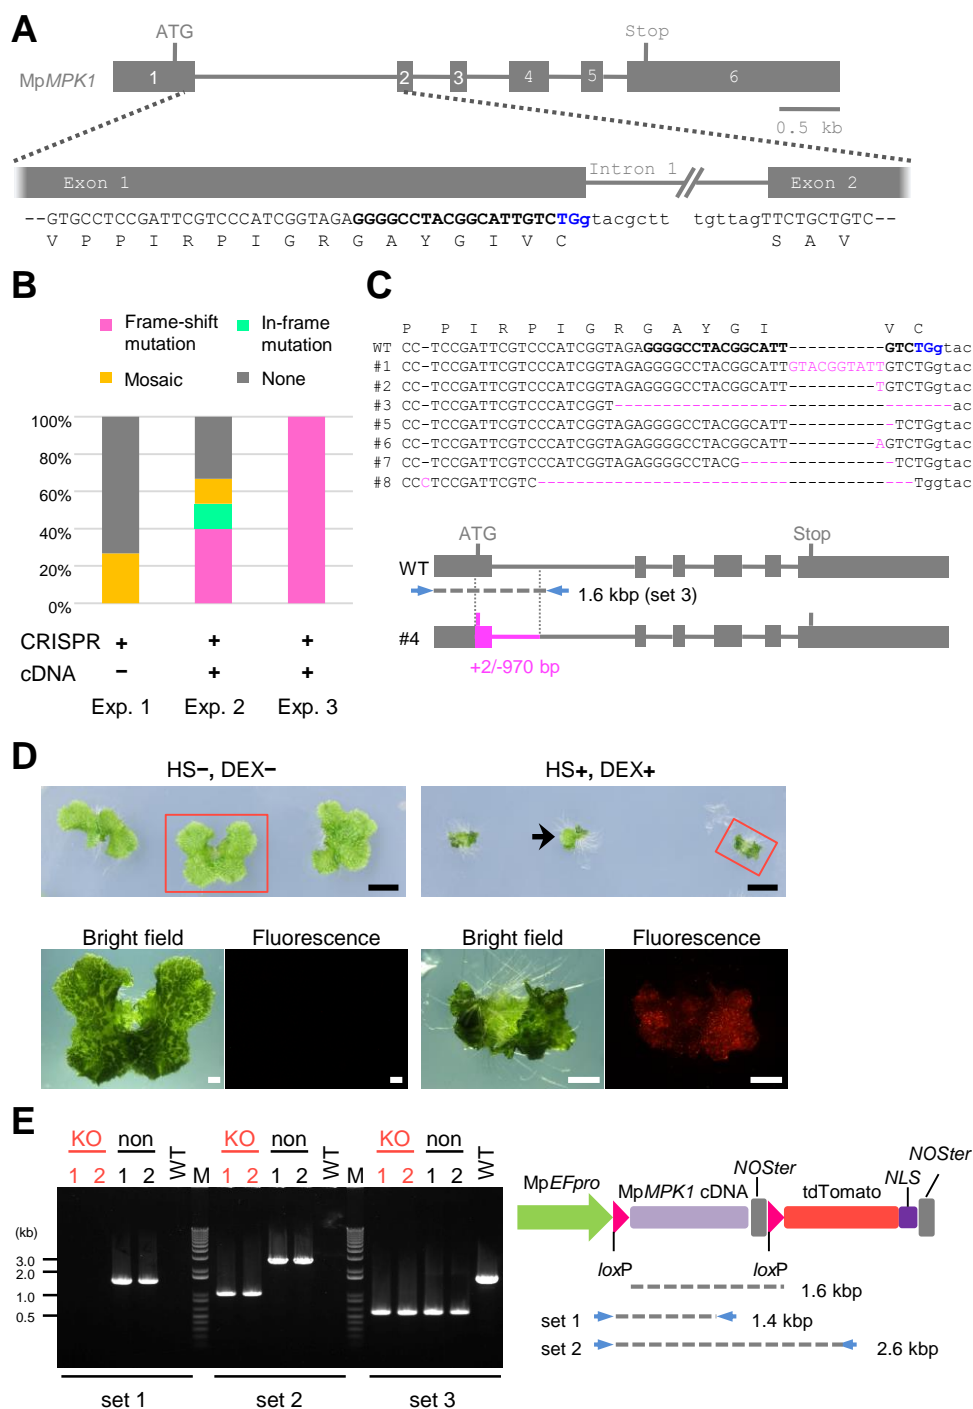 A
ATG
Stop
MpMPK1
1
2
3
4
5
6
0.5 kb
Exon 1
Intron 1
Exon 2
--GTGCCTCCGATTCGTCCCATCGGTAGAGGGGCCTACGGCATTGTCTGgtacgctt tgttagTTCTGCTGTC--
V P P I R P I G R G A Y G I V C S A V
B
Frame-shift mutation
In-frame mutation
Mosaic
None
100%
80%
60%
40%
20%
0%
CRISPR + + +
cDNA − + +
Exp. 1 Exp. 2 Exp. 3
C
P P I R P I G R G A Y G I V C
WT CC-TCCGATTCGTCCCATCGGTAGAGGGGCCTACGGCATT----------GTCTGgtac
#1 CC-TCCGATTCGTCCCATCGGTAGAGGGGCCTACGGCATTGTACGGTATTGTCTGgtac
#2 CC-TCCGATTCGTCCCATCGGTAGAGGGGCCTACGGCATT---------TGTCTGgtac
#3 CC-TCCGATTCGTCCCATCGGT-----------------------------------ac
#5 CC-TCCGATTCGTCCCATCGGTAGAGGGGCCTACGGCATT-----------TCTGgtac
#6 CC-TCCGATTCGTCCCATCGGTAGAGGGGCCTACGGCATT---------AGTCTGgtac
#7 CC-TCCGATTCGTCCCATCGGTAGAGGGGCCTACG----------------TCTGgtac
#8 CCCTCCGATTCGTC---------------------------------------Tggtac
ATG
Stop
WT
1.6 kbp (set 3)
#4
+2/-970 bp
D
HS−, DEX−
HS+, DEX+
Bright field
Fluorescence
Bright field
Fluorescence
E
KO non WT KO non WT KO non WT
1 2 1 2 M 1 2 1 2 M 1 2 1 2
(kb)
3.0
2.0
1.0
0.5
set 1
set 2
set 3
MpEFpro
MpMPK1 cDNA
NOSter
tdTomato
NLS
NOSter
loxP
loxP
1.6 kbp
set 1
1.4 kbp
set 2
2.6 kbp